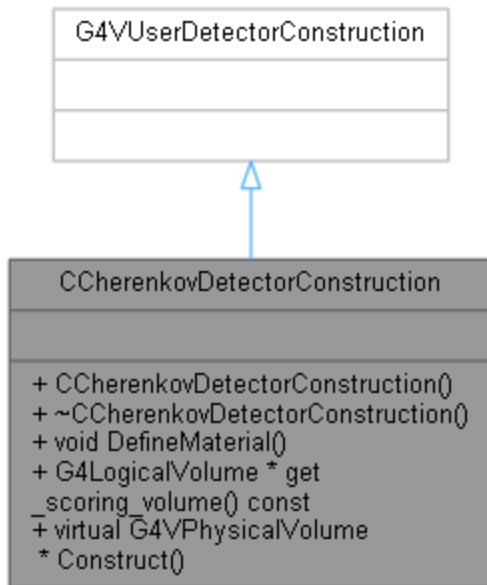 G4VUserDetectorConstruction
CCherenkovDetectorConstruction
+ CCherenkovDetectorConstruction()
+ ~CCherenkovDetectorConstruction()
+ void DefineMaterial()
+ G4LogicalVolume * get
_scoring_volume() const
+ virtual G4VPhysicalVolume
* Construct()